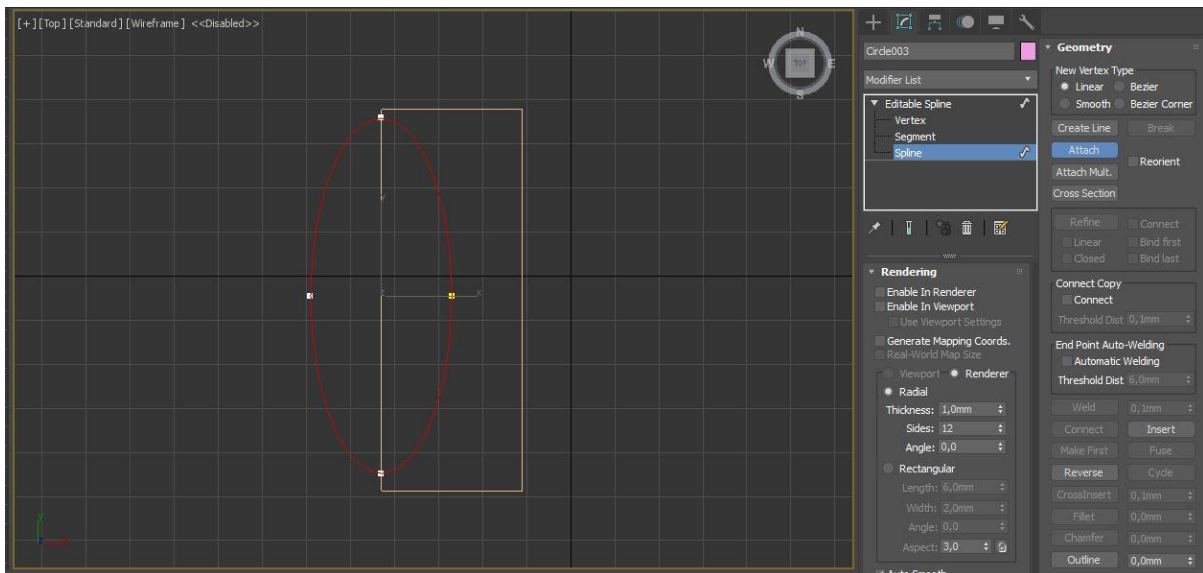 [+][Top][Standard][Wireframe] <<Disabled>>
N
W TOP E
S
y
z x
y
Circle003
Modifier List
Editable Spline
Vertex
Segment
Spline
Rendering
Enable In Renderer
Enable In Viewport
Use Viewport Settings
Generate Mapping Coords.
Real-World Map Size
Viewport Renderer
Radial
Thickness: 1,0mm
Sides: 12
Angle: 0,0
Rectangular
Length: 6,0mm
Width: 2,0mm
Angle: 0,0
Aspect: 3,0
Auto Smooth
Geometry
New Vertex Type
Linear Bezier
Smooth Bezier Corner
Create Line Break
Attach Reorient
Attach Mult.
Cross Section
Refine Connect
Linear Bind first
Closed Bind last
Connect Copy
Connect
Threshold Dist 0,1mm
End Point Auto-Welding
Automatic Welding
Threshold Dist 6,0mm
Weld 0,1mm
Connect Insert
Make First Fuse
Reverse Cycle
CrossInsert 0,1mm
Fillet 0,0mm
Chamfer 0,0mm
Outline 0,0mm